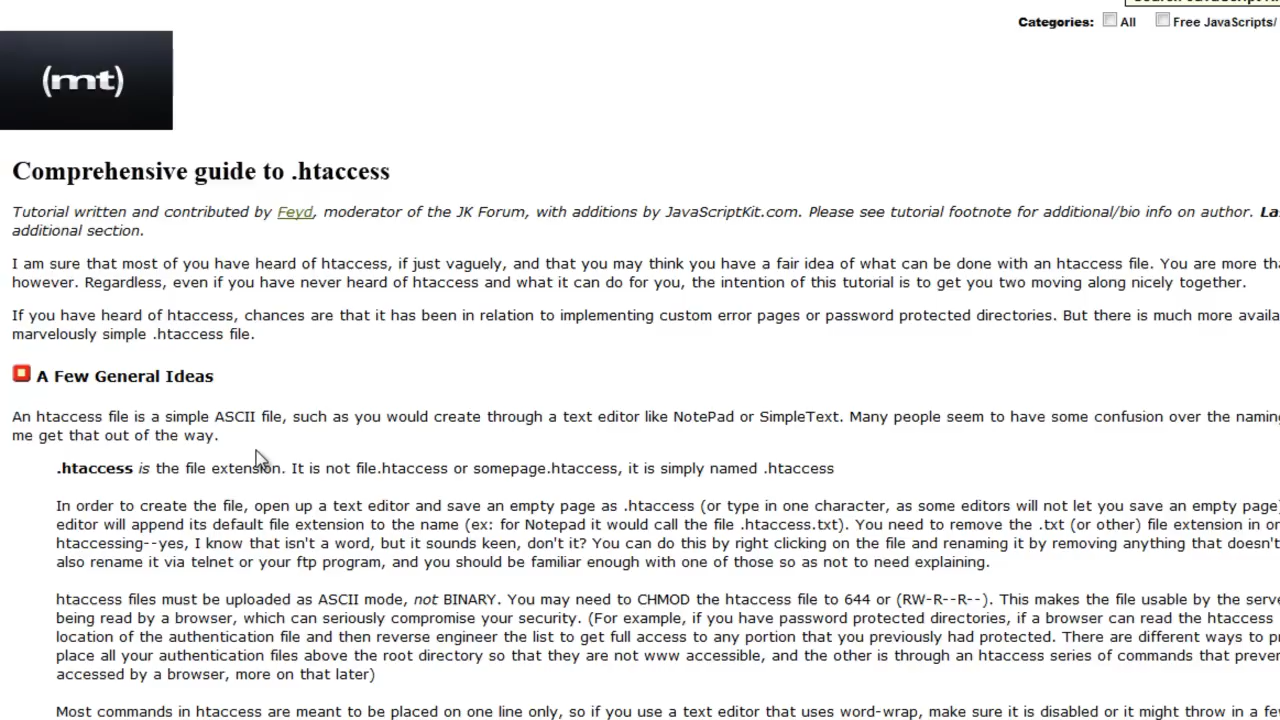 Categories: All Free JavaScripts/
(mt)
Comprehensive guide to .htaccess
Tutorial written and contributed by Feyd, moderator of the JK Forum, with additions by JavaScriptKit.com. Please see tutorial footnote for additional/bio info on author.
additional section.
I am sure that most of you have heard of htaccess, if just vaguely, and that you may think you have a fair idea of what can be done with an htaccess file. You are more
however. Regardless, even if you have never heard of htaccess and what it can do for you, the intention of this tutorial is to get you two moving along nicely together.
If you have heard of htaccess, chances are that it has been in relation to implementing custom error pages or password protected directories. But there is much more
marvelously simple .htaccess file.
A Few General Ideas
An htaccess file is a simple ASCII file, such as you would create through a text editor like NotePad or SimpleText. Many people seem to have some confusion over the
me get that out of the way.
.htaccess is the file extension. It is not file.htaccess or somepage.htaccess, it is simply named .htaccess
In order to create the file, open up a text editor and save an empty page as .htaccess (or type in one character, as some editors will not let you save an empty page)
editor will append its default file extension to the name (ex: for Notepad it would call the file .htaccess.txt). You need to remove the .txt (or other) file extension in
htaccessing--yes, I know that isn't a word, but it sounds keen, don't it? You can do this by right clicking on the file and renaming it by removing anything that doesn't
also rename it via telnet or your ftp program, and you should be familiar enough with one of those so as not to need explaining.
htaccess files must be uploaded as ASCII mode, not BINARY. You may need to CHMOD the htaccess file to 644 or (RW-R--R--). This makes the file usable by the
being read by a browser, which can seriously compromise your security. (For example, if you have password protected directories, if a browser can read the htaccess
location of the authentication file and then reverse engineer the list to get full access to any portion that you previously had protected. There are different ways to
place all your authentication files above the root directory so that they are not www accessible, and the other is through an htaccess series of commands that
accessed by a browser, more on that later)
Most commands in htaccess are meant to be placed on one line only, so if you use a text editor that uses word-wrap, make sure it is disabled or it might throw in a